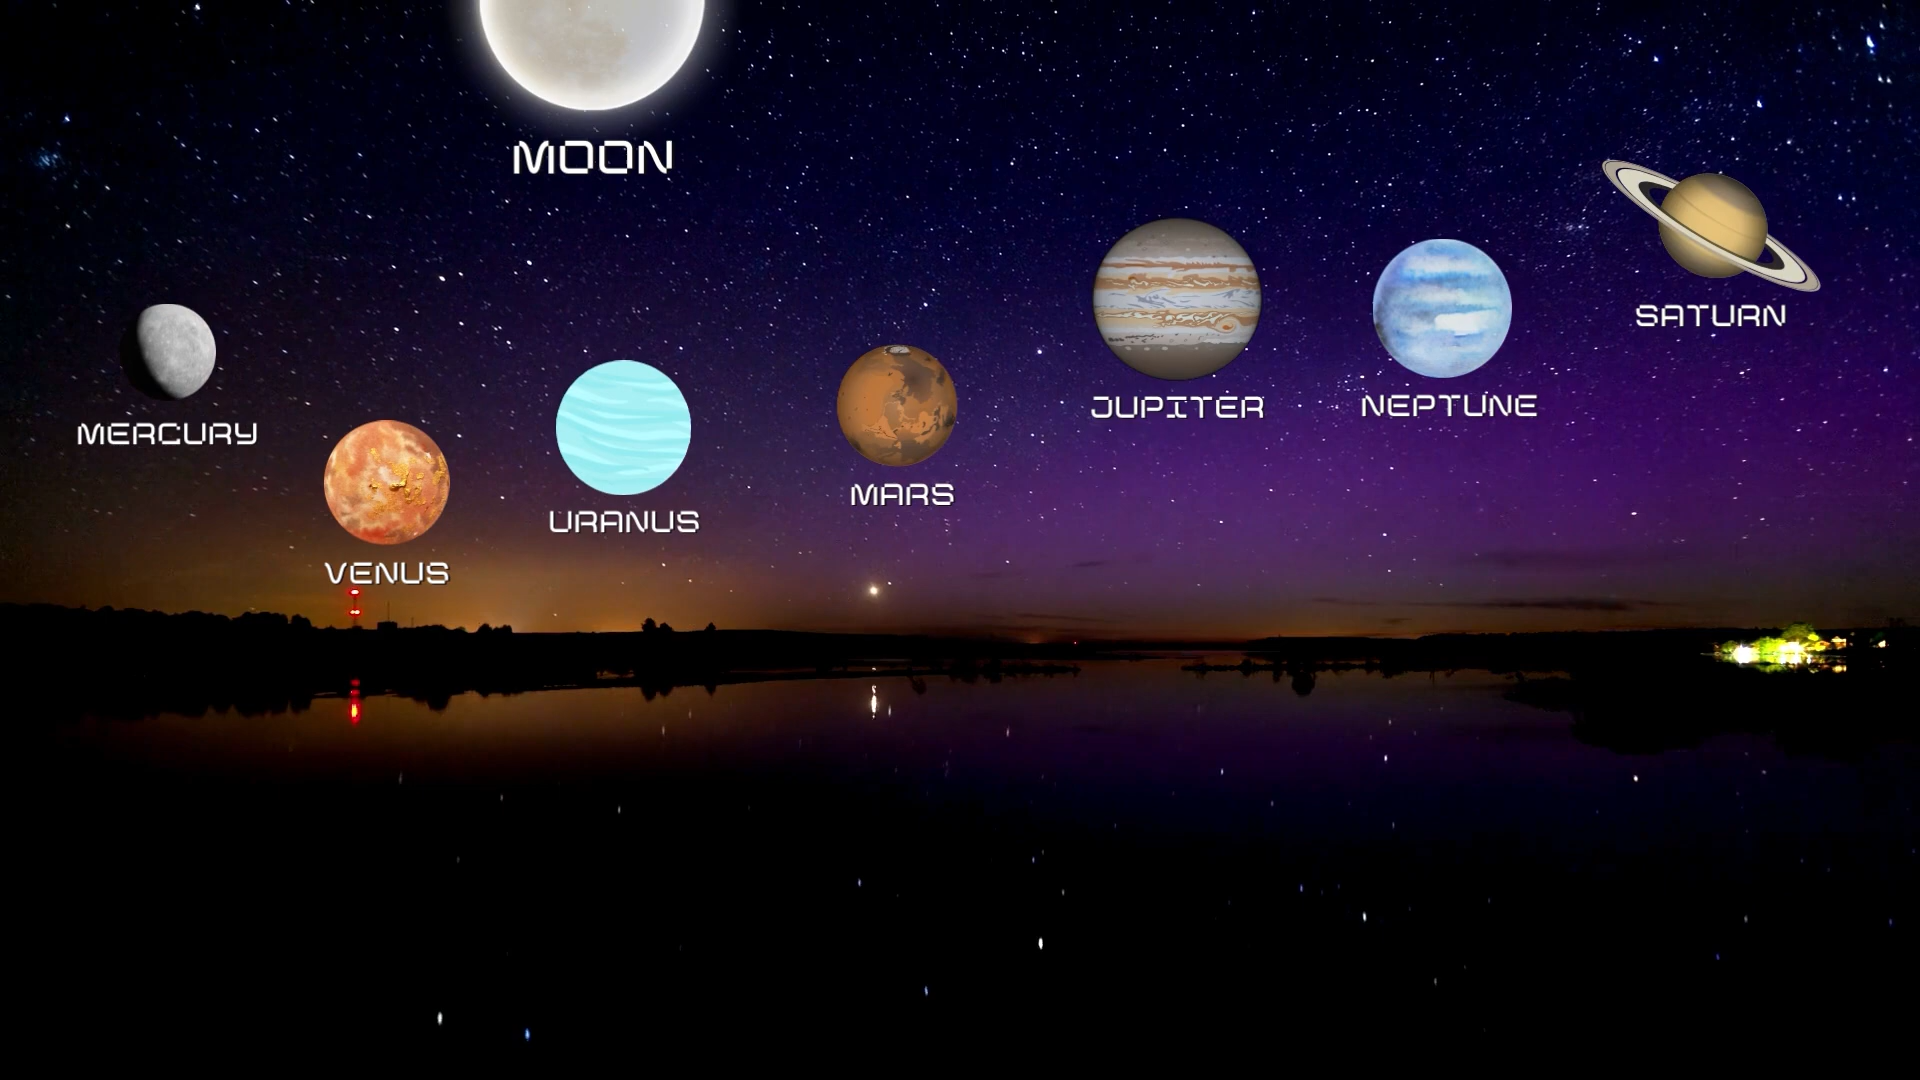 MOON
MERCURY
VENUS
URANUS
MARS
JUPITER
NEPTUNE
SATURN